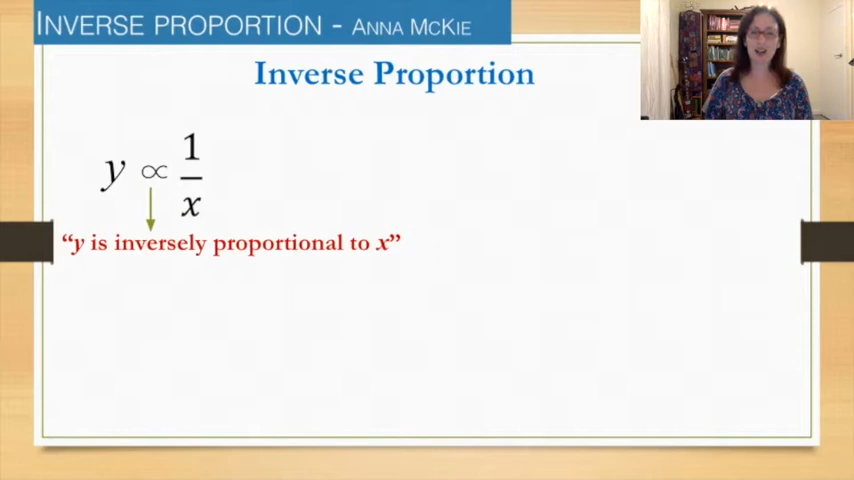 INVERSE PROPORTION - ANNA MCKIE
Inverse Proportion
y ∝ 1/x
“y is inversely proportional to x”